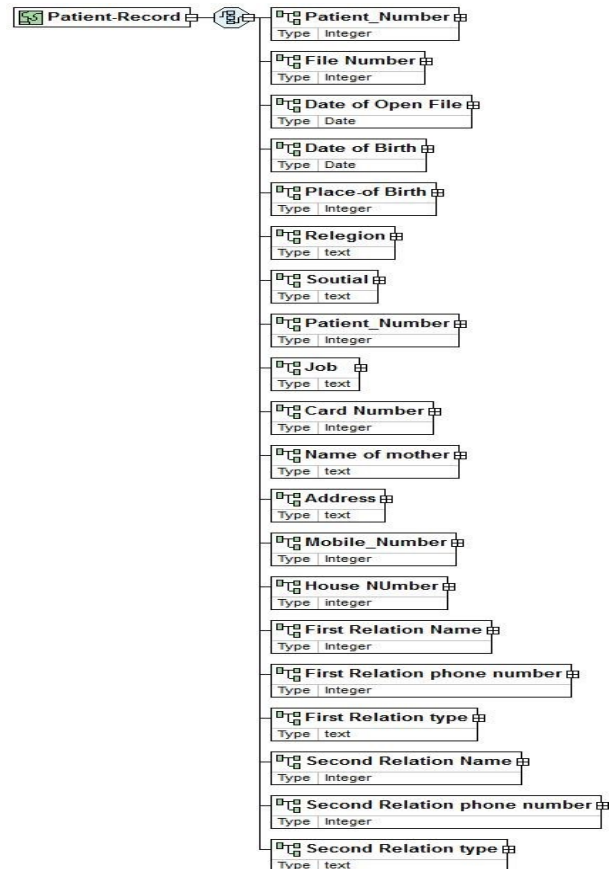 Patient-Record
Patient_Number
Type Integer
File Number
Type Integer
Date of Open File
Type Date
Date of Birth
Type Date
Place-of Birth
Type Integer
Relegion
Type text
Soutial
Type text
Patient_Number
Type Integer
Job
Type text
Card Number
Type Integer
Name of mother
Type text
Address
Type text
Mobile_Number
Type Integer
House NUmber
Type integer
First Relation Name
Type Integer
First Relation phone number
Type Integer
First Relation type
Type text
Second Relation Name
Type Integer
Second Relation phone number
Type Integer
Second Relation type
Type text